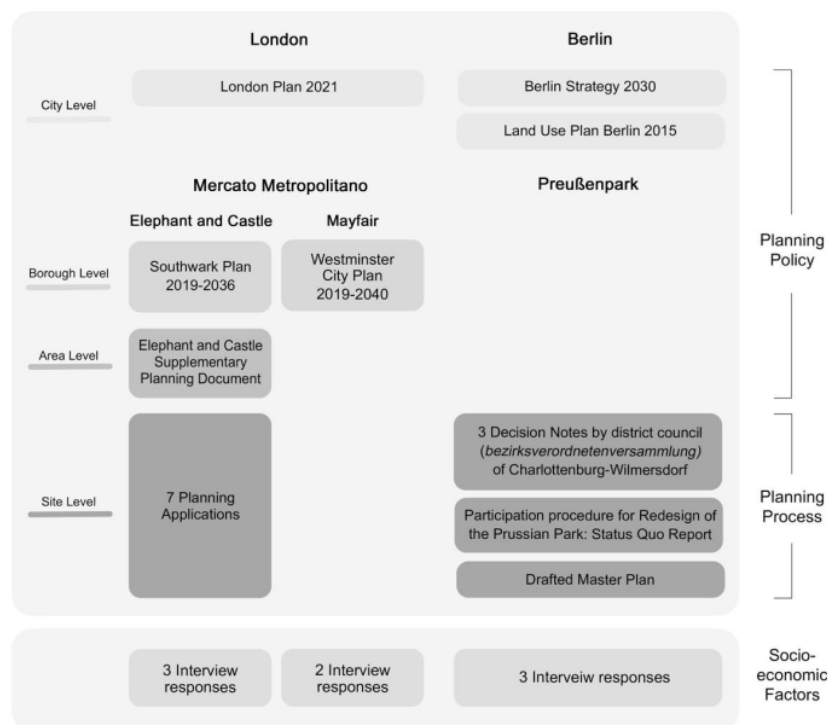 London
Berlin
City Level
London Plan 2021
Berlin Strategy 2030
Land Use Plan Berlin 2015
Mercato Metropolitano
Preußenpark
Elephant and Castle
Mayfair
Borough Level
Southwark Plan
2019-2036
Westminster
City Plan
2019-2040
Planning
Policy
Area Level
Elephant and Castle
Supplementary
Planning Document
Site Level
7 Planning
Applications
3 Decision Notes by district council
(bezirksverordnetenversammlung)
of Charlottenburg-Wilmersdorf
Participation procedure for Redesign of
the Prussian Park: Status Quo Report
Drafted Master Plan
Planning
Process
3 Interview
responses
2 Interview
responses
3 Interveiw responses
Socio-
economic
Factors